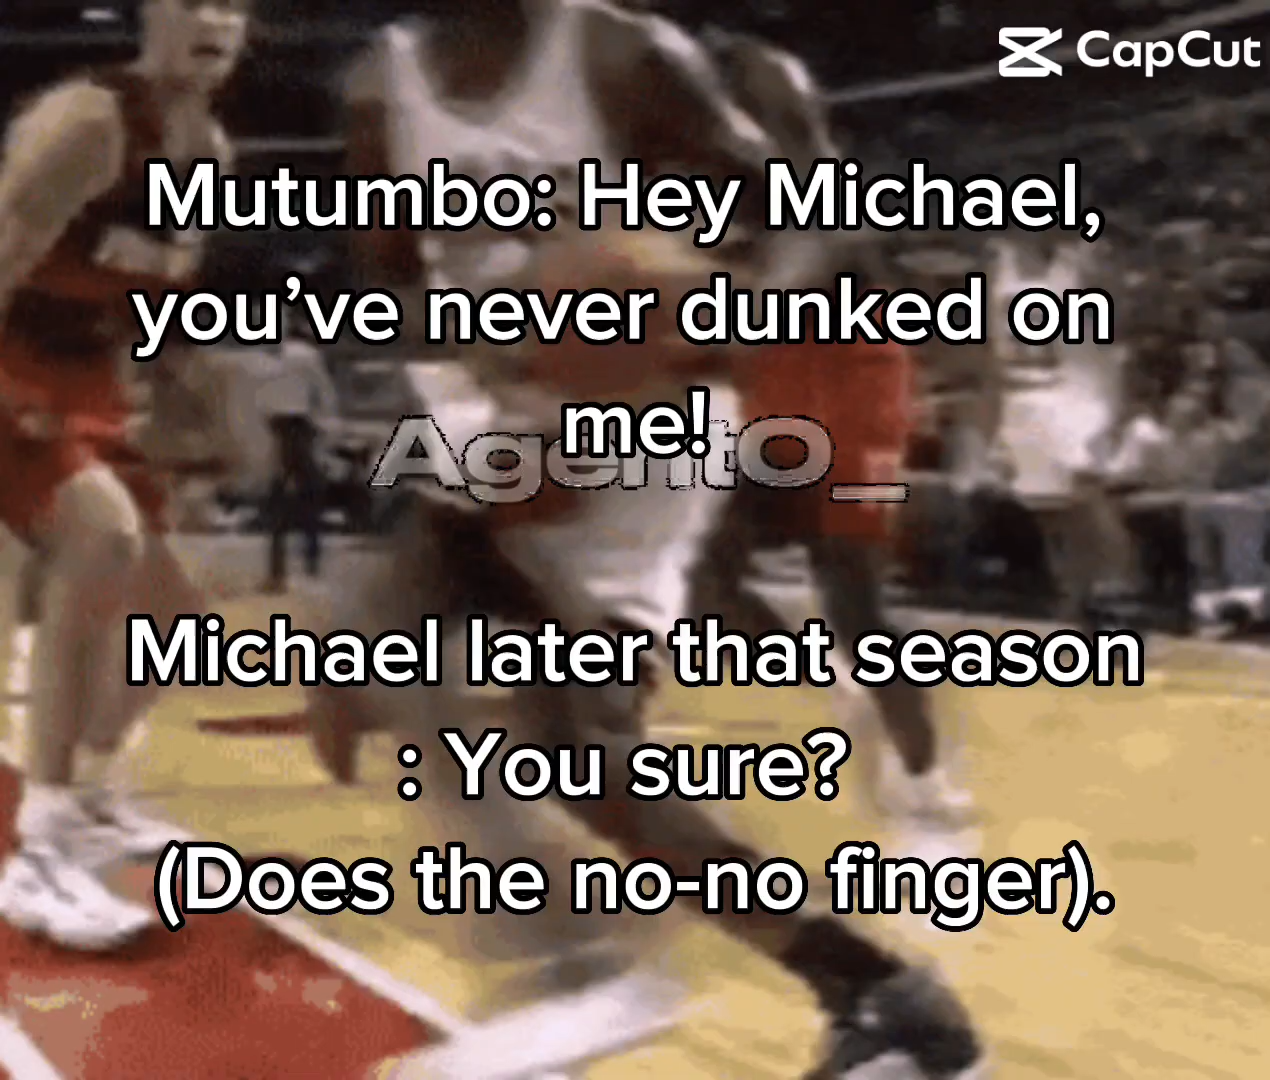 CapCut
Mutumbo: Hey Michael,
you’ve never dunked on
me!
AgentO_
Michael later that season
: You sure?
(Does the no-no finger).